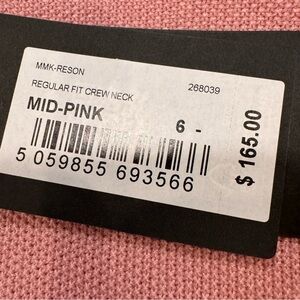 MMK-RESON
REGULAR FIT CREW NECK 268039
MID-PINK 6 -
5 059855 693566
$ 165.00